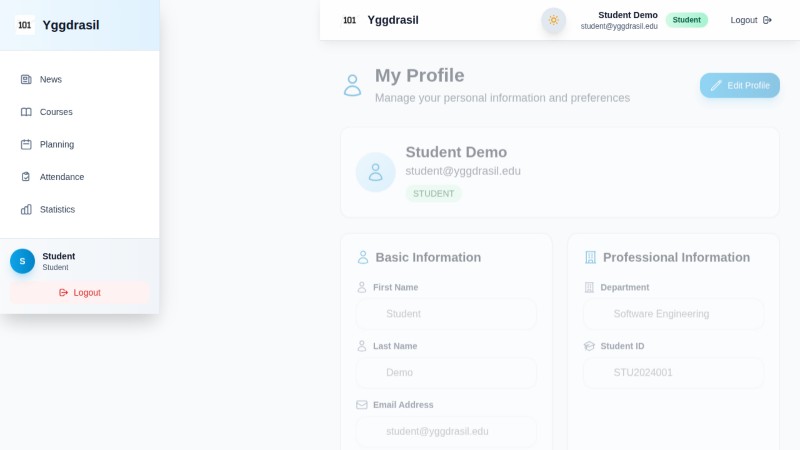 101 Yggdrasil
News
Courses
Planning
Attendance
Statistics
S
Student
Student
Logout
101 Yggdrasil
Student Demo
student@yggdrasil.edu
Student
Logout
My Profile
Manage your personal information and preferences
Edit Profile
Student Demo
student@yggdrasil.edu
STUDENT
Basic Information
First Name
Student
Last Name
Demo
Email Address
student@yggdrasil.edu
Professional Information
Department
Software Engineering
Student ID
STU2024001